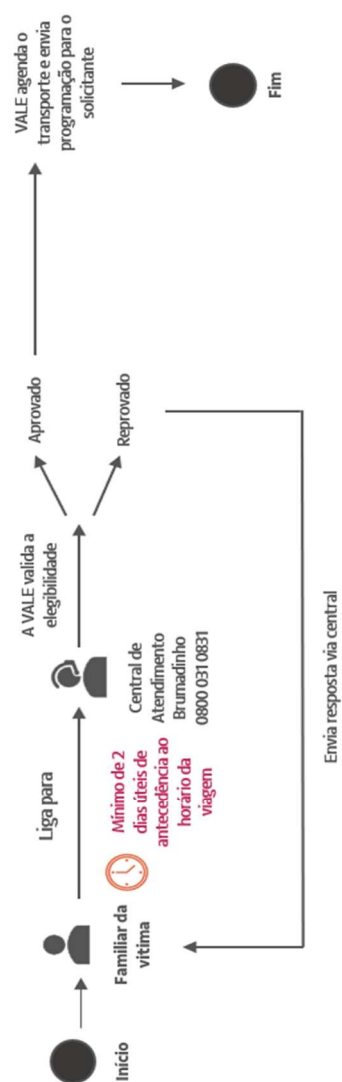 Início
Familiar da
vítima
Liga para
Mínimo de 2
dias úteis de
antecedência ao
horário da
viagem
Central de
Atendimento
Brumadinho
0800 031 0831
A VALE valida a
elegibilidade
Aprovado
Reprovado
VALE agenda o
transporte e envia
programação para o
solicitante
Fim
Envia resposta via central